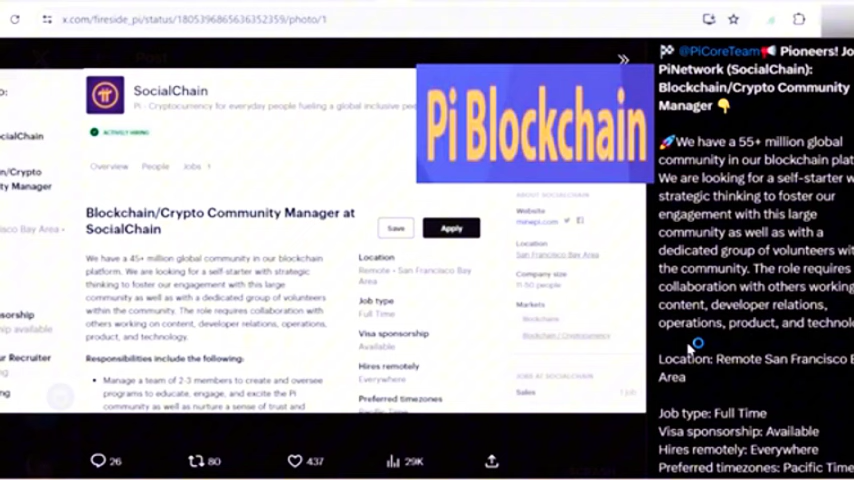 x.com/fireside_pi/status/1805396865636352359/photo/1
Post
SocialChain
Pi - Cryptocurrency for everyday people fueling a global inclusive
ACTIVELY HIRING
Overview People Jobs 1
Blockchain/Crypto Community Manager at
SocialChain
Save
Apply
We have a 45+ million global community in our blockchain
platform. We are looking for a self-starter with strategic
thinking to foster our engagement with this large
community as well as with a dedicated group of volunteers
within the community. The role requires collaboration with
others working on content, developer relations, operations,
product, and technology.
Responsibilities include the following:
• Manage a team of 2-3 members to create and oversee
programs to educate, engage, and excite the Pi
community as well as nurture a sense of trust and
Location
Remote • San Francisco Bay
Area
Job type
Full Time
Visa sponsorship
Available
Hires remotely
Everywhere
Preferred timezones
Pacific Time
Pi Blockchain
ABOUT SOCIALCHAIN
Website
minepi.com
Location
San Francisco Bay Area
Company size
11-50 people
Markets
Blockchain
Blockchain / Cryptocurrency
JOBS AT SOCIALCHAIN
Sales 1 job
@PiCoreTeam Pioneers!
PiNetwork (SocialChain):
Blockchain/Crypto Community
Manager
We have a 55+ million global
community in our blockchain
We are looking for a self-starter
strategic thinking to foster our
engagement with this large
community as well as with a
dedicated group of volunteers
the community. The role requires
collaboration with others working
content, developer relations,
operations, product, and
Location: Remote San Francisco
Area
Job type: Full Time
Visa sponsorship: Available
Hires remotely: Everywhere
Preferred timezones: Pacific Time
26 80 437 29K